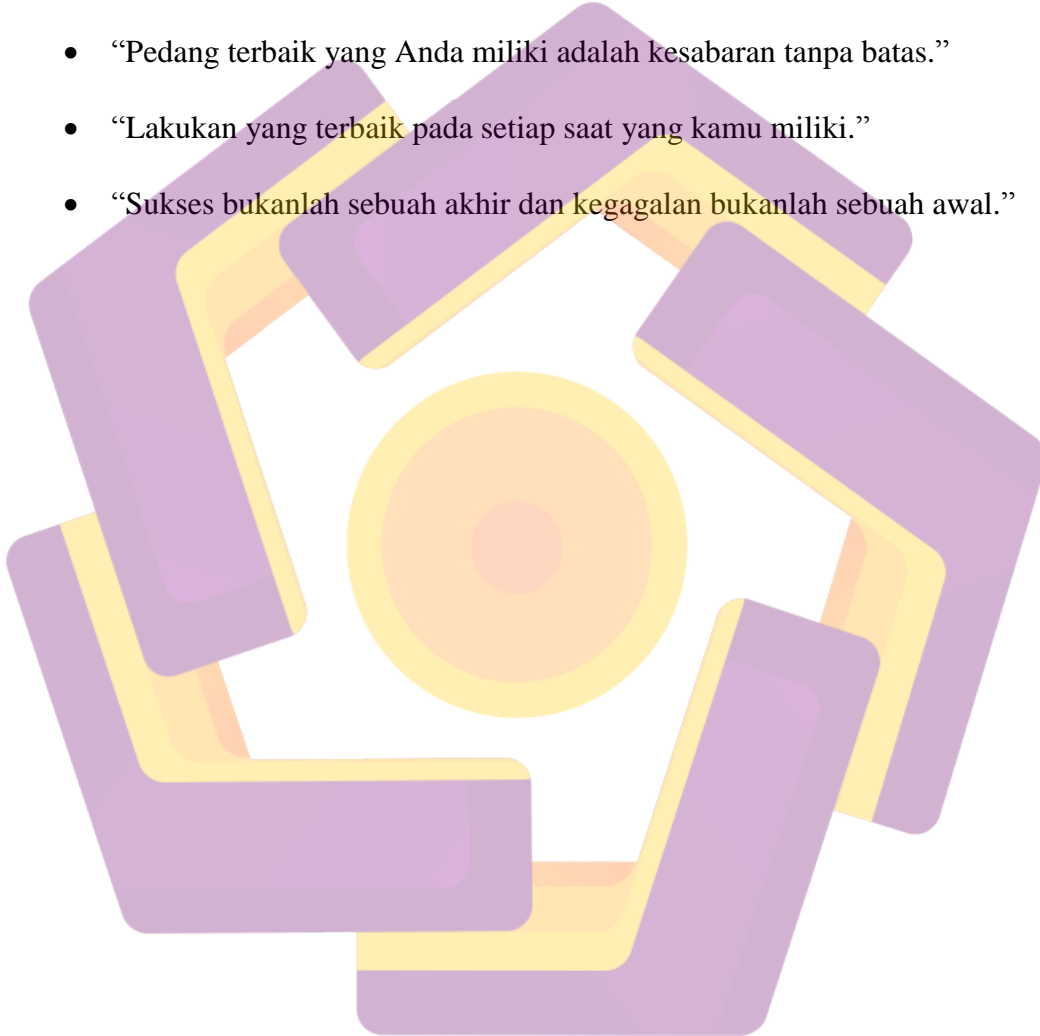 • “Pedang terbaik yang Anda miliki adalah kesabaran tanpa batas.”
• “Lakukan yang terbaik pada setiap saat yang kamu miliki.”
• “Sukses bukanlah sebuah akhir dan kegagalan bukanlah sebuah awal.”